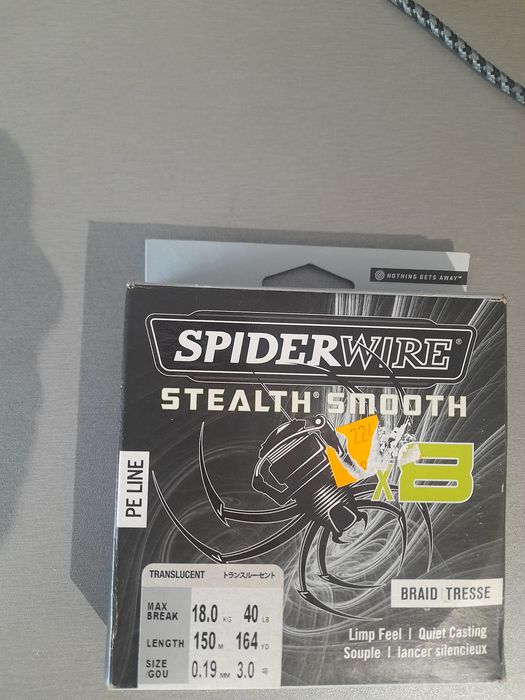 NOTHING GETS AWAY™
SPIDERWIRE®
STEALTH® SMOOTH
x8
PE LINE
TRANSLUCENT トランスルーセント
MAX BREAK 18.0 KG 40 LB
LENGTH 150 M 164 YD
SIZE GOU 0.19 MM 3.0 号
BRAID | TRESSE
Limp Feel | Quiet Casting
Souple | lancer silencieux